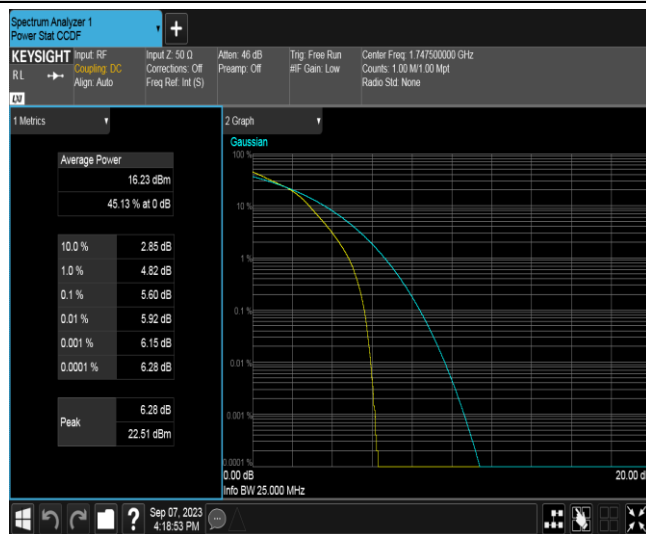 Spectrum Analyzer 1
Power Stat CCDF
KEYSIGHT
RL
LXI
Input: RF
Coupling: DC
Align: Auto
Input Z: 50 Ω
Corrections: Off
Freq Ref: Int (S)
Atten: 46 dB
Preamp: Off
Trig: Free Run
#IF Gain: Low
Center Freq: 1.747500000 GHz
Counts: 1.00 M/1.00 Mpt
Radio Std: None
1 Metrics
Average Power
16.23 dBm
45.13 % at 0 dB
10.0 % 2.85 dB
1.0 % 4.82 dB
0.1 % 5.60 dB
0.01 % 5.92 dB
0.001 % 6.15 dB
0.0001 % 6.28 dB
Peak
6.28 dB
22.51 dBm
2 Graph
Gaussian
100 %
10 %
1 %
0.1 %
0.01 %
0.001 %
0.0001 %
0.00 dB
20.00 d
Info BW 25.000 MHz
?
Sep 07, 2023
4:18:53 PM